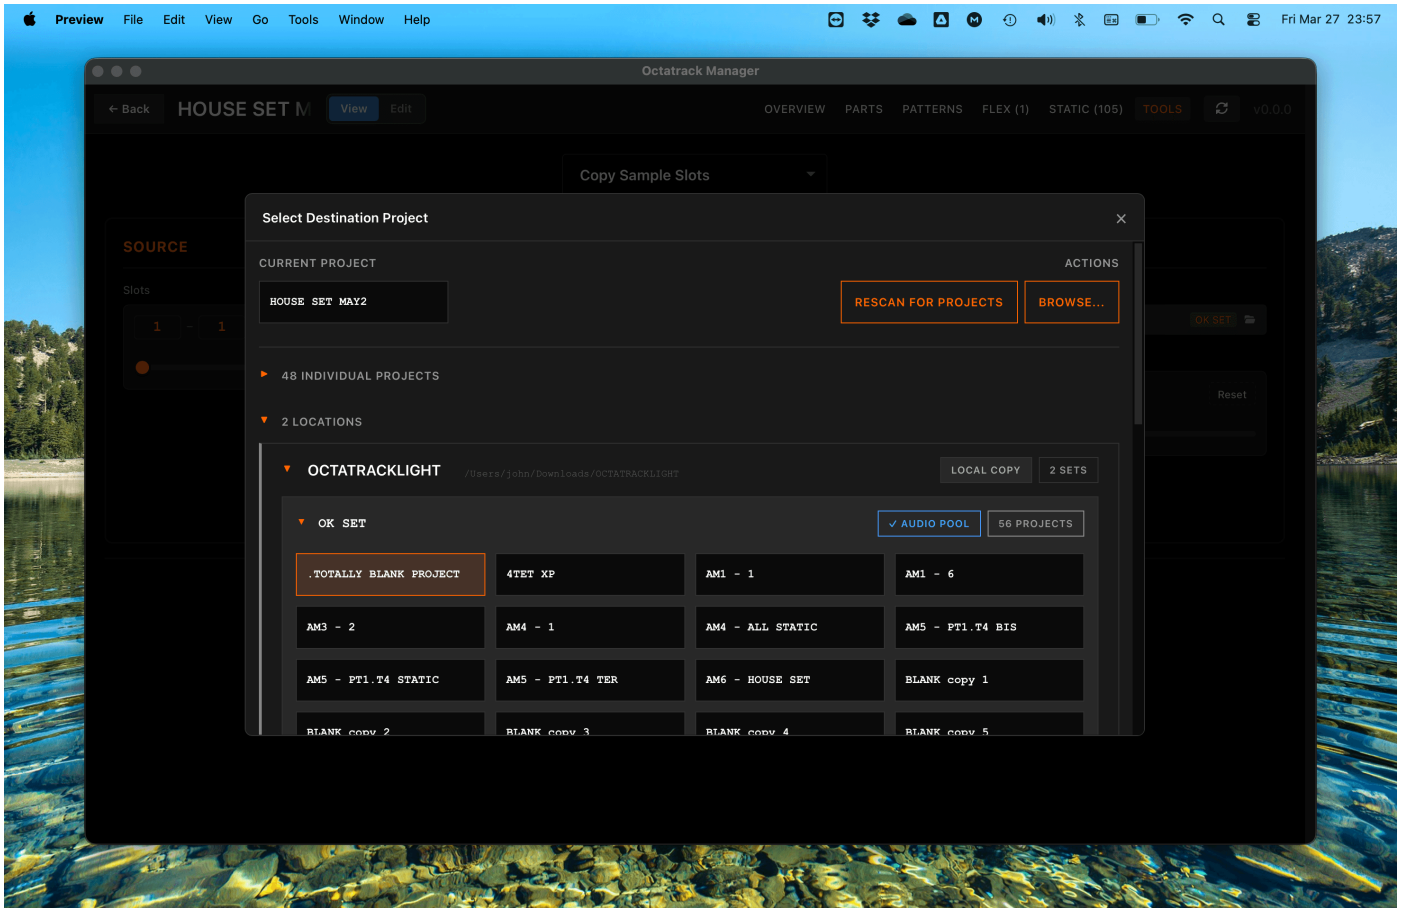 Preview File Edit View Go Tools Window Help Fri Mar 27 23:57
Octatrack Manager
← Back HOUSE SET M View Edit OVERVIEW PARTS PATTERNS FLEX (1) STATIC (105) TOOLS v0.0.0
Copy Sample Slots
Select Destination Project ×
SOURCE
CURRENT PROJECT ACTIONS
Slots
HOUSE SET MAY2 RESCAN FOR PROJECTS BROWSE...
1 – 1 OK SET
48 INDIVIDUAL PROJECTS
Reset
2 LOCATIONS
OCTATRACKLIGHT /Users/john/Downloads/OCTATRACKLIGHT LOCAL COPY 2 SETS
OK SET ✓ AUDIO POOL 56 PROJECTS
.TOTALLY BLANK PROJECT 4TET XP AM1 - 1 AM1 - 6
AM3 - 2 AM4 - 1 AM4 - ALL STATIC AM5 - PT1.T4 BIS
AM5 - PT1.T4 STATIC AM5 - PT1.T4 TER AM6 - HOUSE SET BLANK copy 1
BLANK copy 2 BLANK copy 3 BLANK copy 4 BLANK copy 5